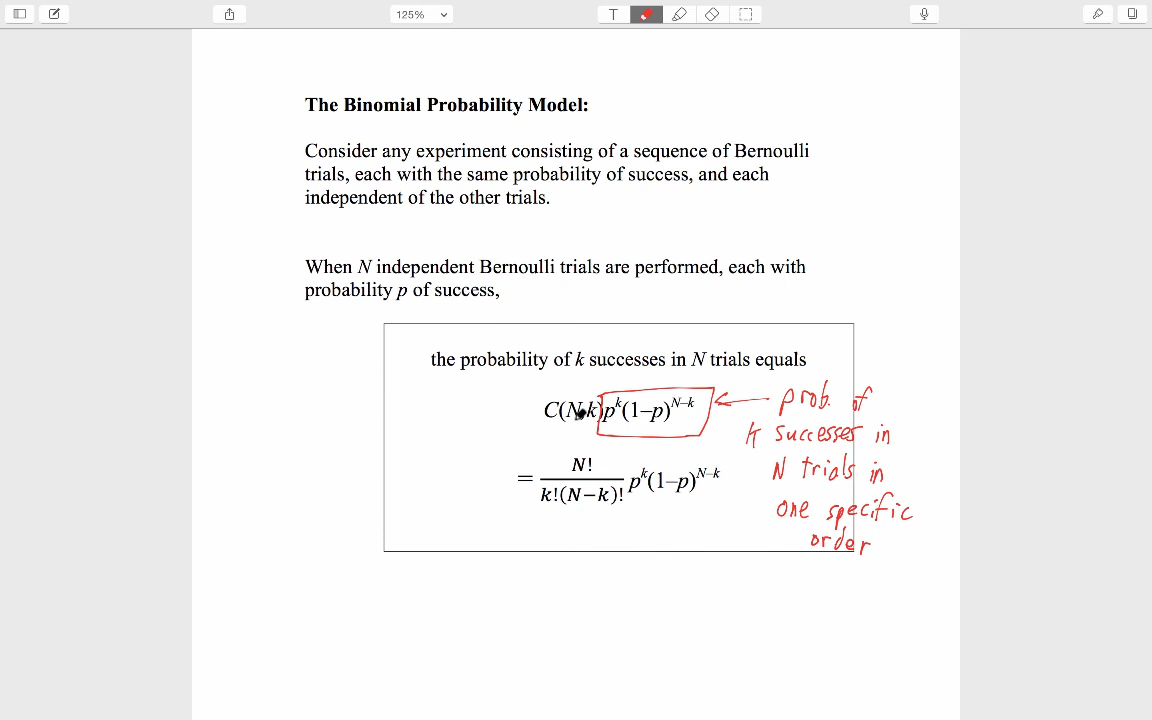 125%
T
The Binomial Probability Model:
Consider any experiment consisting of a sequence of Bernoulli
trials, each with the same probability of success, and each
independent of the other trials.
When N independent Bernoulli trials are performed, each with
probability p of success,
the probability of k successes in N trials equals
C(N,k)p^k(1–p)^{N–k}
= \frac{N!}{k!(N−k)!} p^k(1–p)^{N–k}
prob. of
k successes in
N trials in
one specific
order